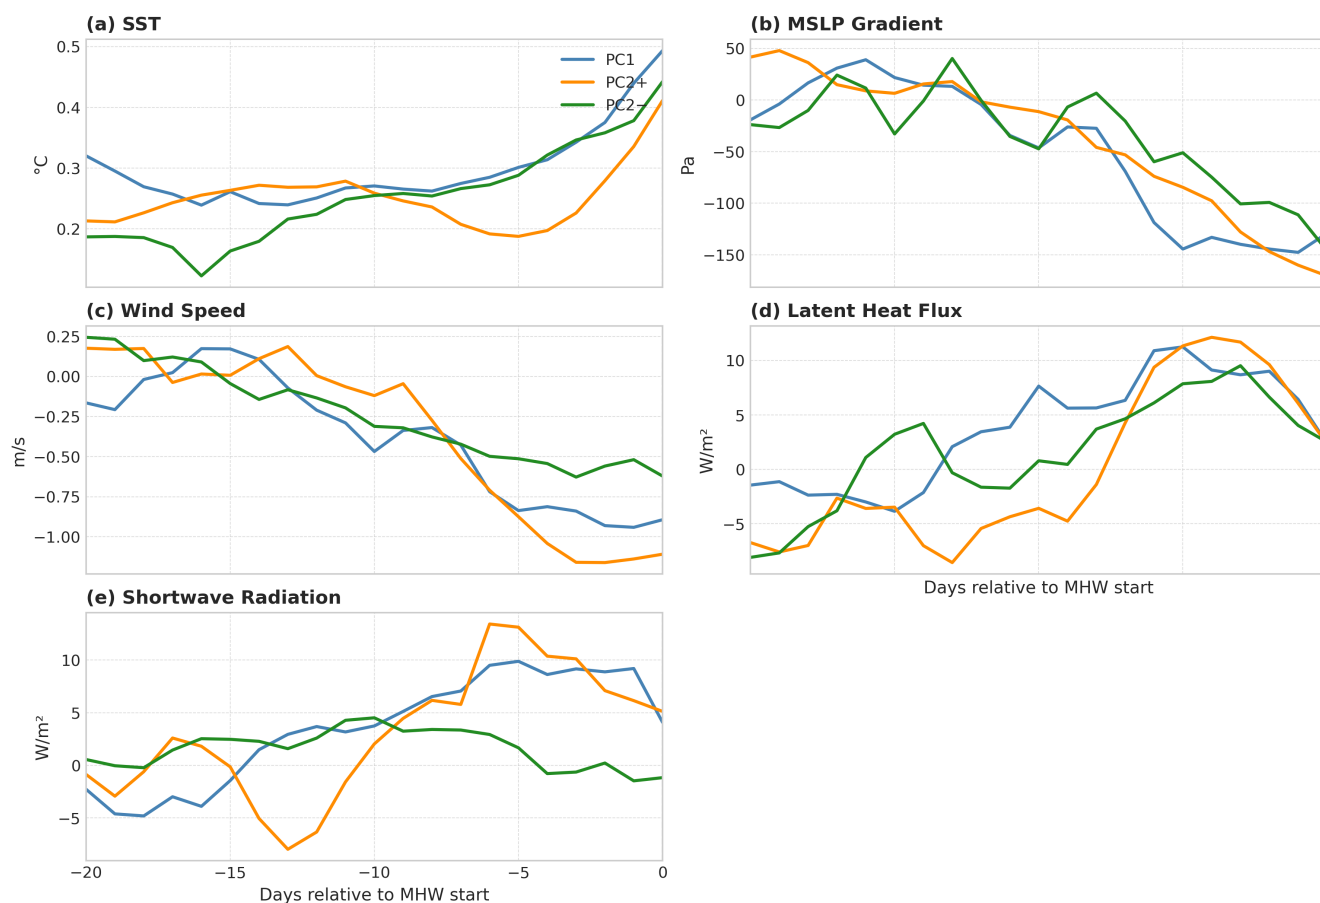 (a) SST
0.5
0.4
0.3
0.2
°C
PC1
PC2+
PC2−
(b) MSLP Gradient
50
0
−50
−100
−150
Pa
(c) Wind Speed
0.25
0.00
−0.25
−0.50
−0.75
−1.00
m/s
(d) Latent Heat Flux
10
5
0
−5
W/m²
Days relative to MHW start
(e) Shortwave Radiation
10
5
0
−5
W/m²
−20 −15 −10 −5 0
Days relative to MHW start